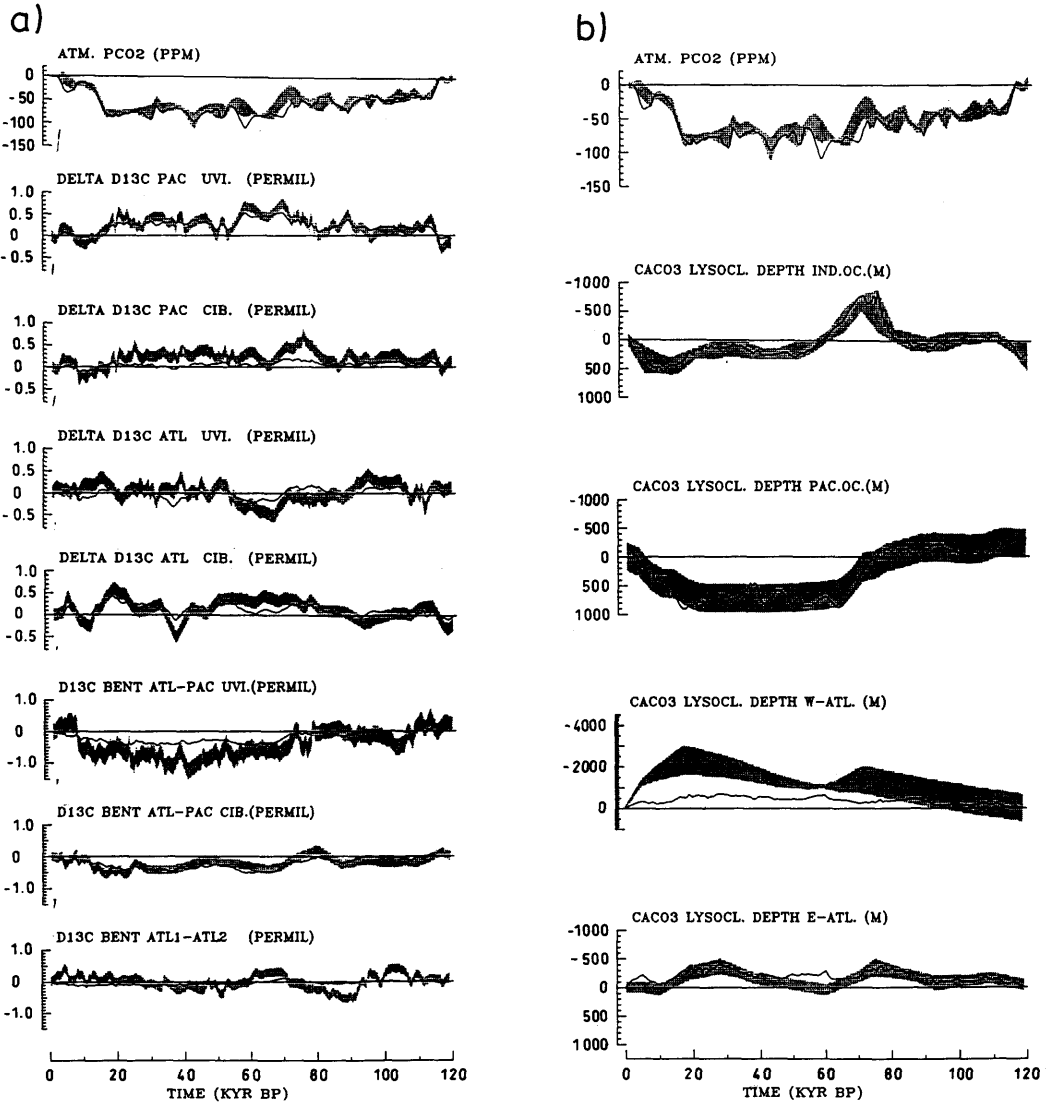 a)
ATM. PCO2 (PPM)
0
-50
-100
-150
DELTA D13C PAC UVI. (PERMIL)
1.0
0.5
0
-0.5
DELTA D13C PAC CIB. (PERMIL)
1.0
0.5
0
-0.5
DELTA D13C ATL UVI. (PERMIL)
1.0
0.5
0
-0.5
DELTA D13C ATL CIB. (PERMIL)
1.0
0.5
0
-0.5
D13C BENT ATL-PAC UVI.(PERMIL)
1.0
0
-1.0
D13C BENT ATL-PAC CIB.(PERMIL)
1.0
0
-1.0
D13C BENT ATL1-ATL2 (PERMIL)
1.0
0
-1.0
0 20 40 60 80 100 120
TIME (KYR BP)
b)
ATM. PCO2 (PPM)
0
-50
-100
-150
CACO3 LYSOCL. DEPTH IND.OC.(M)
-1000
-500
0
500
1000
CACO3 LYSOCL. DEPTH PAC.OC.(M)
-1000
-500
0
500
1000
CACO3 LYSOCL. DEPTH W-ATL. (M)
-4000
-2000
0
CACO3 LYSOCL. DEPTH E-ATL. (M)
-1000
-500
0
500
1000
0 20 40 60 80 100 120
TIME (KYR BP)